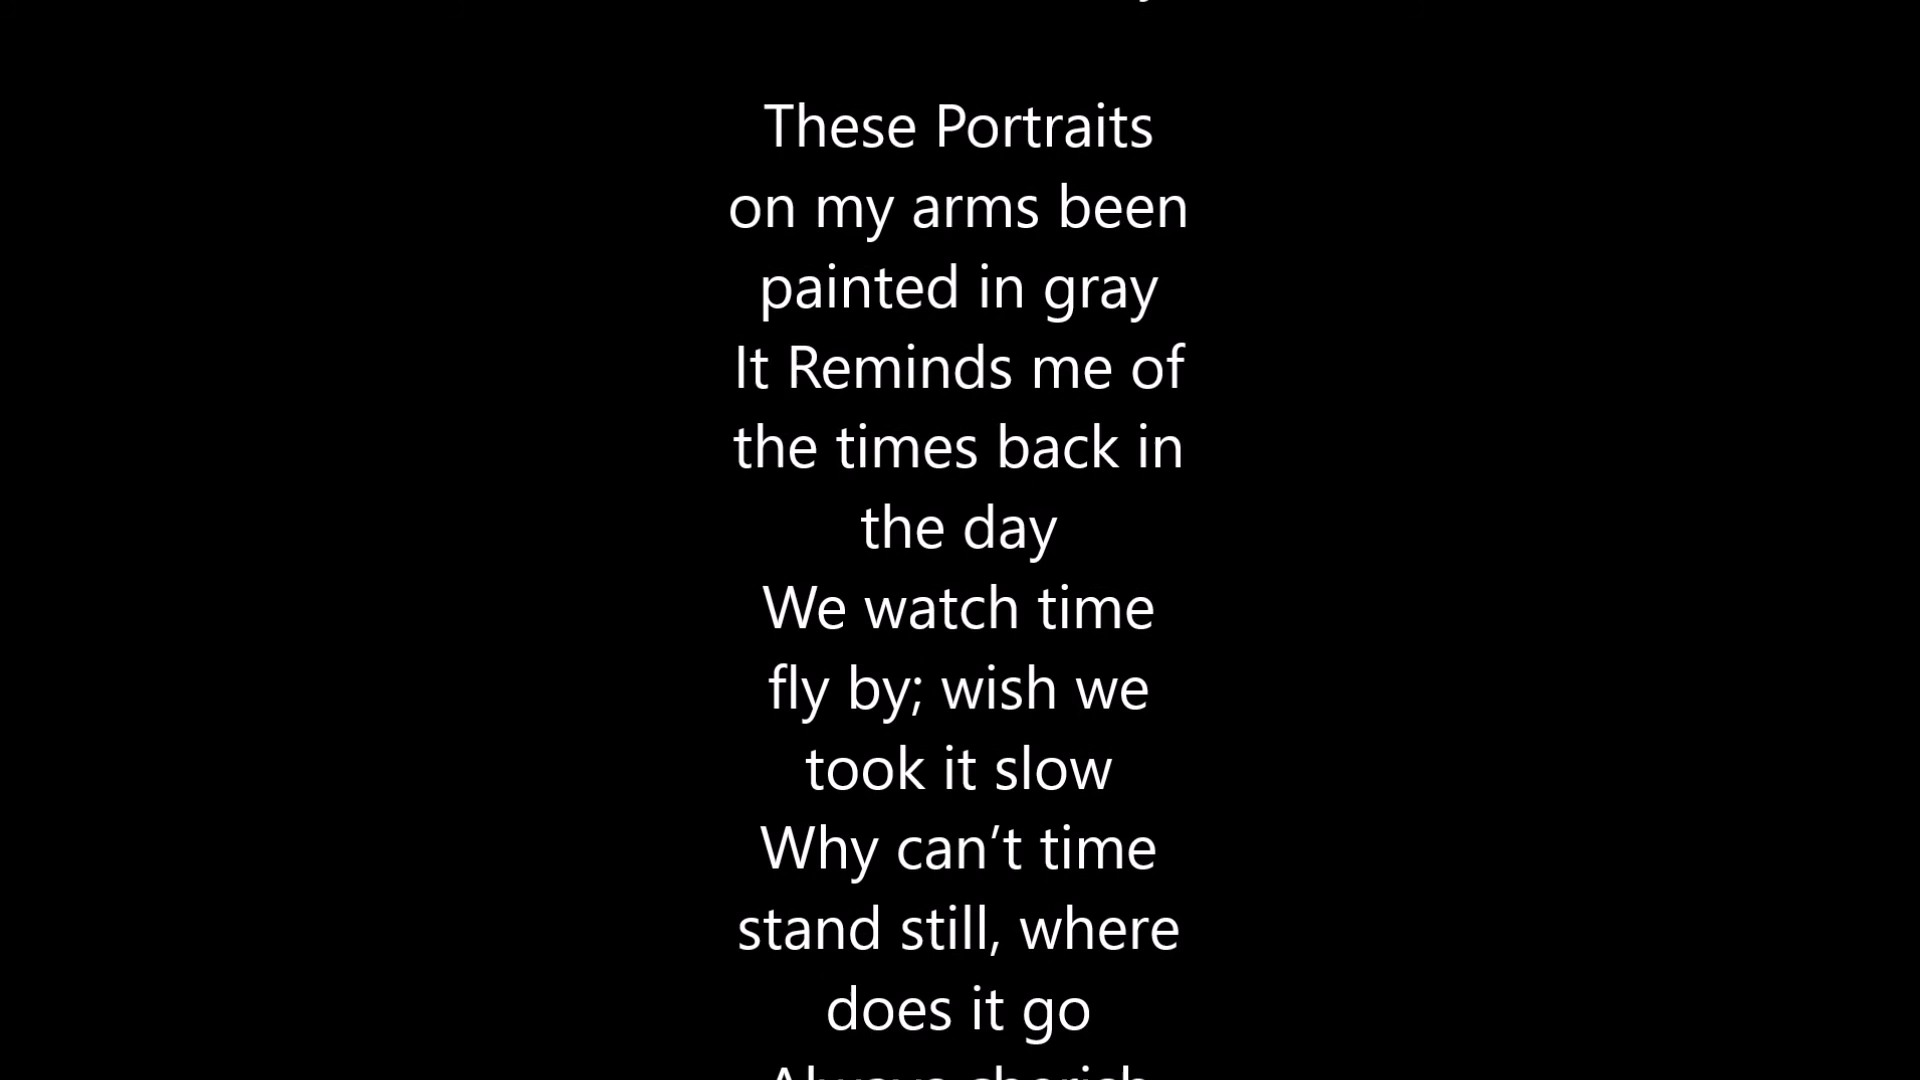 These Portraits
on my arms been
painted in gray
It Reminds me of
the times back in
the day
We watch time
fly by; wish we
took it slow
Why can’t time
stand still, where
does it go
Always cherish